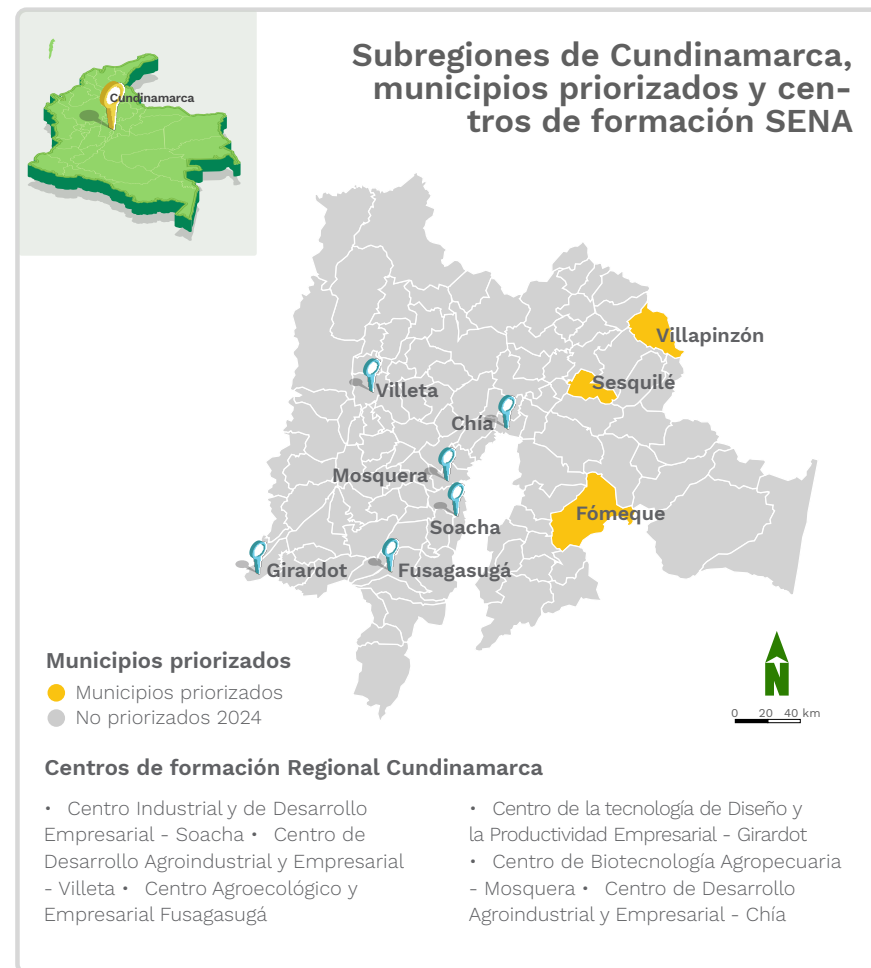 Cundinamarca
Subregiones de Cundinamarca,
municipios priorizados y cen-
tros de formación SENA
Villapinzón
Sesquilé
Villeta
Chía
Mosquera
Fómeque
Soacha
Girardot
Fusagasugá
Municipios priorizados
Municipios priorizados
No priorizados 2024
N
0 20 40 km
Centros de formación Regional Cundinamarca
• Centro Industrial y de Desarrollo
Empresarial - Soacha • Centro de
Desarrollo Agroindustrial y Empresarial
- Villeta • Centro Agroecológico y
Empresarial Fusagasugá
• Centro de la tecnología de Diseño y
la Productividad Empresarial - Girardot
• Centro de Biotecnología Agropecuaria
- Mosquera • Centro de Desarrollo
Agroindustrial y Empresarial - Chía